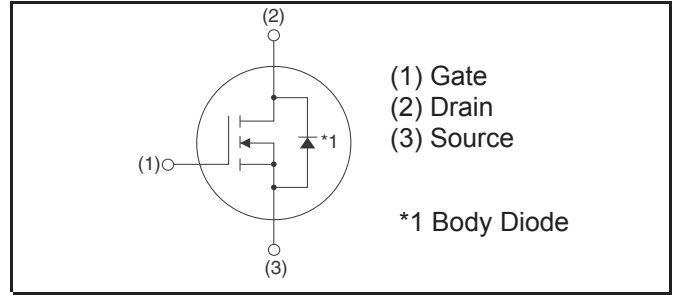 (2)
(1)
*1
(3)
(1) Gate
(2) Drain
(3) Source
*1 Body Diode